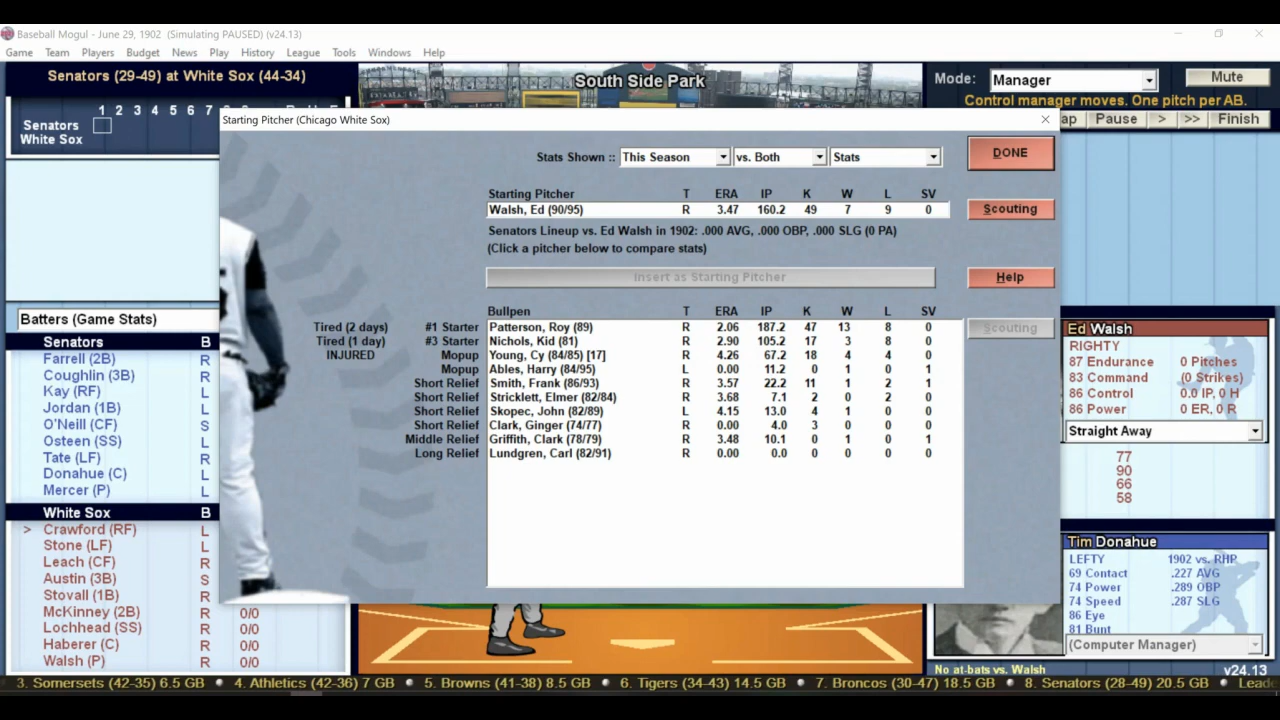 Baseball Mogul - June 29, 1902 (Simulating PAUSED) (v24.13)
Game Team Players Budget News Play History League Tools Windows Help
Senators (29-49) at White Sox (44-34)
South Side Park
Mode: Manager
Mute
Control manager moves. One pitch per AB.
1 2 3 4 5 6 7
Pause > >> Finish
Senators
White Sox
Starting Pitcher (Chicago White Sox)
Stats Shown :: This Season vs. Both Stats
DONE
Starting Pitcher T ERA IP K W L SV
Walsh, Ed (90/95) R 3.47 160.2 49 7 9 0
Scouting
Senators Lineup vs. Ed Walsh in 1902: .000 AVG, .000 OBP, .000 SLG (0 PA)
(Click a pitcher below to compare stats)
Insert as Starting Pitcher
Help
Bullpen T ERA IP K W L SV
Tired (2 days) #1 Starter Patterson, Roy (89) R 2.06 187.2 47 13 8 0
Scouting
Tired (1 day) #3 Starter Nichols, Kid (81) R 2.90 105.2 17 3 8 0
INJURED Mopup Young, Cy (84/85) [17] R 4.26 67.2 18 4 4 0
Mopup Ables, Harry (84/95) L 0.00 11.2 4 0 0 1
Short Relief Smith, Frank (86/93) R 3.57 22.2 11 1 2 1
Short Relief Stricklett, Elmer (82/84) R 3.68 7.1 2 0 2 0
Short Relief Skopec, John (82/89) L 4.15 13.0 4 1 0 0
Short Relief Clark, Ginger (74/77) R 0.00 4.0 3 0 0 0
Middle Relief Griffith, Clark (78/79) R 3.48 10.1 0 1 0 1
Long Relief Lundgren, Carl (82/91) R 0.00 0.0 0 0 0 0
Batters (Game Stats)
Senators B
Farrell (2B) R
Coughlin (3B) R
Kay (RF) L
Jordan (1B) L
O'Neill (CF) S
Osteen (SS) L
Tate (LF) R
Donahue (C) L
Mercer (P) L
White Sox B
> Crawford (RF) L
Stone (LF) L
Leach (CF) R
Austin (3B) S
Stovall (1B) R
McKinney (2B) R 0/0
Lochhead (SS) R 0/0
Haberer (C) R 0/0
Walsh (P) R 0/0
Ed Walsh
RIGHTY
87 Endurance 0 Pitches
83 Command (0 Strikes)
86 Control 0.0 IP, 0 H
86 Power 0 ER, 0 R
Straight Away
77
90
66
58
Tim Donahue
LEFTY 1902 vs. RHP
69 Contact .227 AVG
74 Power .289 OBP
74 Speed .287 SLG
86 Eye
81 Bunt
(Computer Manager)
No at-bats vs. Walsh
v24.13
3. Somersets (42-35) 6.5 GB • 4. Athletics (42-36) 7 GB • 5. Browns (41-38) 8.5 GB • 6. Tigers (34-43) 14.5 GB • 7. Broncos (30-47) 18.5 GB • 8. Senators (28-49) 20.5 GB •